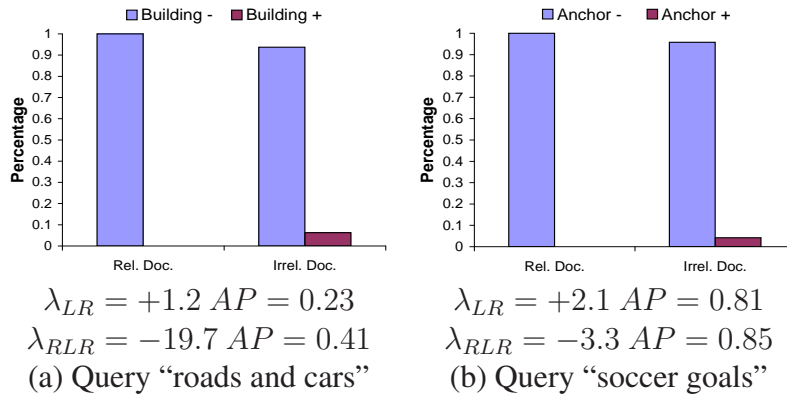 Building - Building +
Percentage
1
0.9
0.8
0.7
0.6
0.5
0.4
0.3
0.2
0.1
0
Rel. Doc. Irrel. Doc.
λLR = +1.2 AP = 0.23
λRLR = −19.7 AP = 0.41
(a) Query “roads and cars”
Anchor - Anchor +
Percentage
1
0.9
0.8
0.7
0.6
0.5
0.4
0.3
0.2
0.1
0
Rel. Doc. Irrel. Doc.
λLR = +2.1 AP = 0.81
λRLR = −3.3 AP = 0.85
(b) Query “soccer goals”